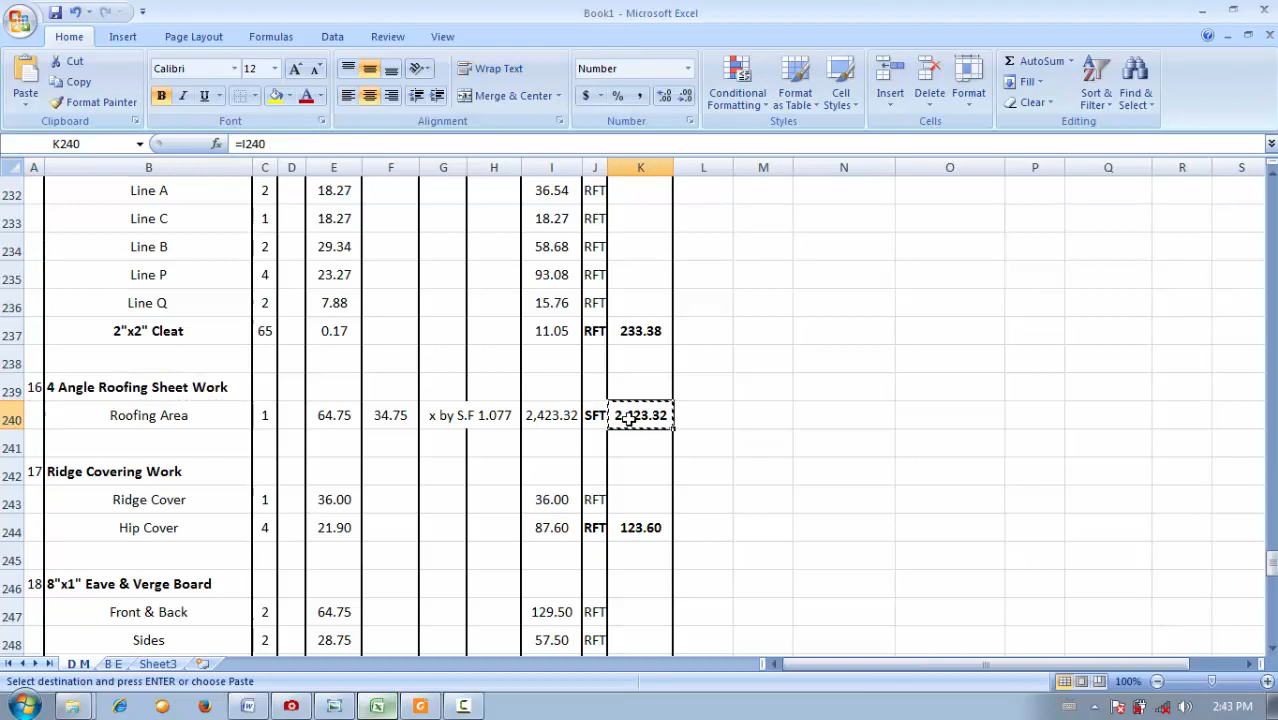 Book1 - Microsoft Excel
Home Insert Page Layout Formulas Data Review View
Cut
Copy
Format Painter
Paste
Clipboard
Calibri 12
B I U
Font
Wrap Text
Merge & Center
Alignment
Number
$ % ,
Number
Conditional Formatting
Format as Table
Cell Styles
Styles
Insert Delete Format
Cells
AutoSum
Fill
Clear
Sort & Filter
Find & Select
Editing
K240 fx =I240
A B C D E F G H I J K L M N O P Q R S
232 Line A 2 18.27 36.54 RFT
233 Line C 1 18.27 18.27 RFT
234 Line B 2 29.34 58.68 RFT
235 Line P 4 23.27 93.08 RFT
236 Line Q 2 7.88 15.76 RFT
237 2"x2" Cleat 65 0.17 11.05 RFT 233.38
238
239 16 4 Angle Roofing Sheet Work
240 Roofing Area 1 64.75 34.75 x by S.F 1.077 2,423.32 SFT 2,423.32
241
242 17 Ridge Covering Work
243 Ridge Cover 1 36.00 36.00 RFT
244 Hip Cover 4 21.90 87.60 RFT 123.60
245
246 18 8"x1" Eave & Verge Board
247 Front & Back 2 64.75 129.50 RFT
248 Sides 2 28.75 57.50 RFT
D M B E Sheet3
Select destination and press ENTER or choose Paste 100%
2:43 PM